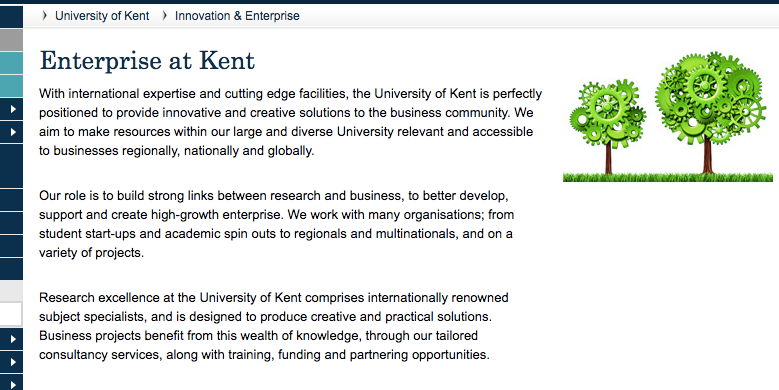 University of Kent Innovation & Enterprise
Enterprise at Kent
With international expertise and cutting edge facilities, the University of Kent is perfectly
positioned to provide innovative and creative solutions to the business community. We
aim to make resources within our large and diverse University relevant and accessible
to businesses regionally, nationally and globally.
Our role is to build strong links between research and business, to better develop,
support and create high-growth enterprise. We work with many organisations; from
student start-ups and academic spin outs to regionals and multinationals, and on a
variety of projects.
Research excellence at the University of Kent comprises internationally renowned
subject specialists, and is designed to produce creative and practical solutions.
Business projects benefit from this wealth of knowledge, through our tailored
consultancy services, along with training, funding and partnering opportunities.